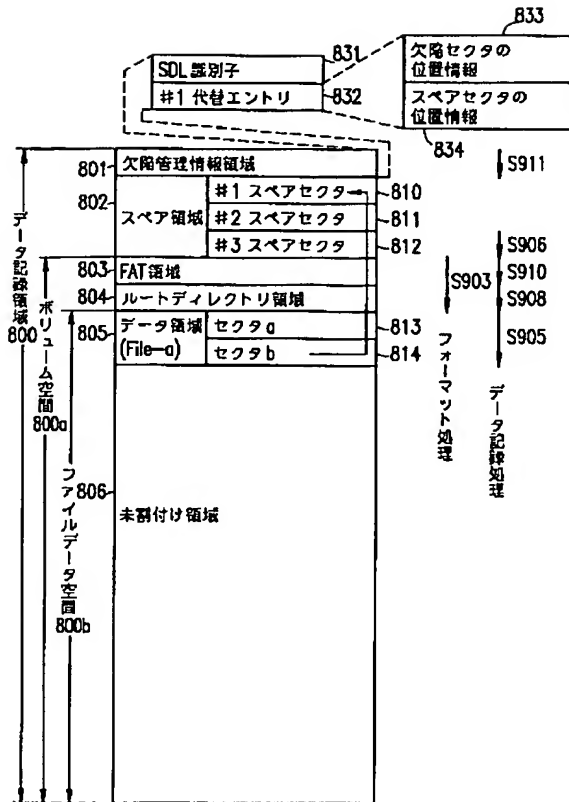 833
831
SDL 識別子
832
#1 代替エントリ
欠陥セクタの
位置情報
スペアセクタの
位置情報
834
801
欠陥管理情報領域
S911
802
スペア領域
#1 スペアセクタ
810
#2 スペアセクタ
811
#3 スペアセクタ
812
S906
803
FAT領域
S903
S910
804
ルートディレクトリ領域
S908
805
データ領域
(File-a)
セクタa
813
セクタb
814
S905
フォーマット処理
データ記録処理
データ記録領域 800
ボリューム空間 800a
ファイルデータ空間 800b
806
未割付け領域